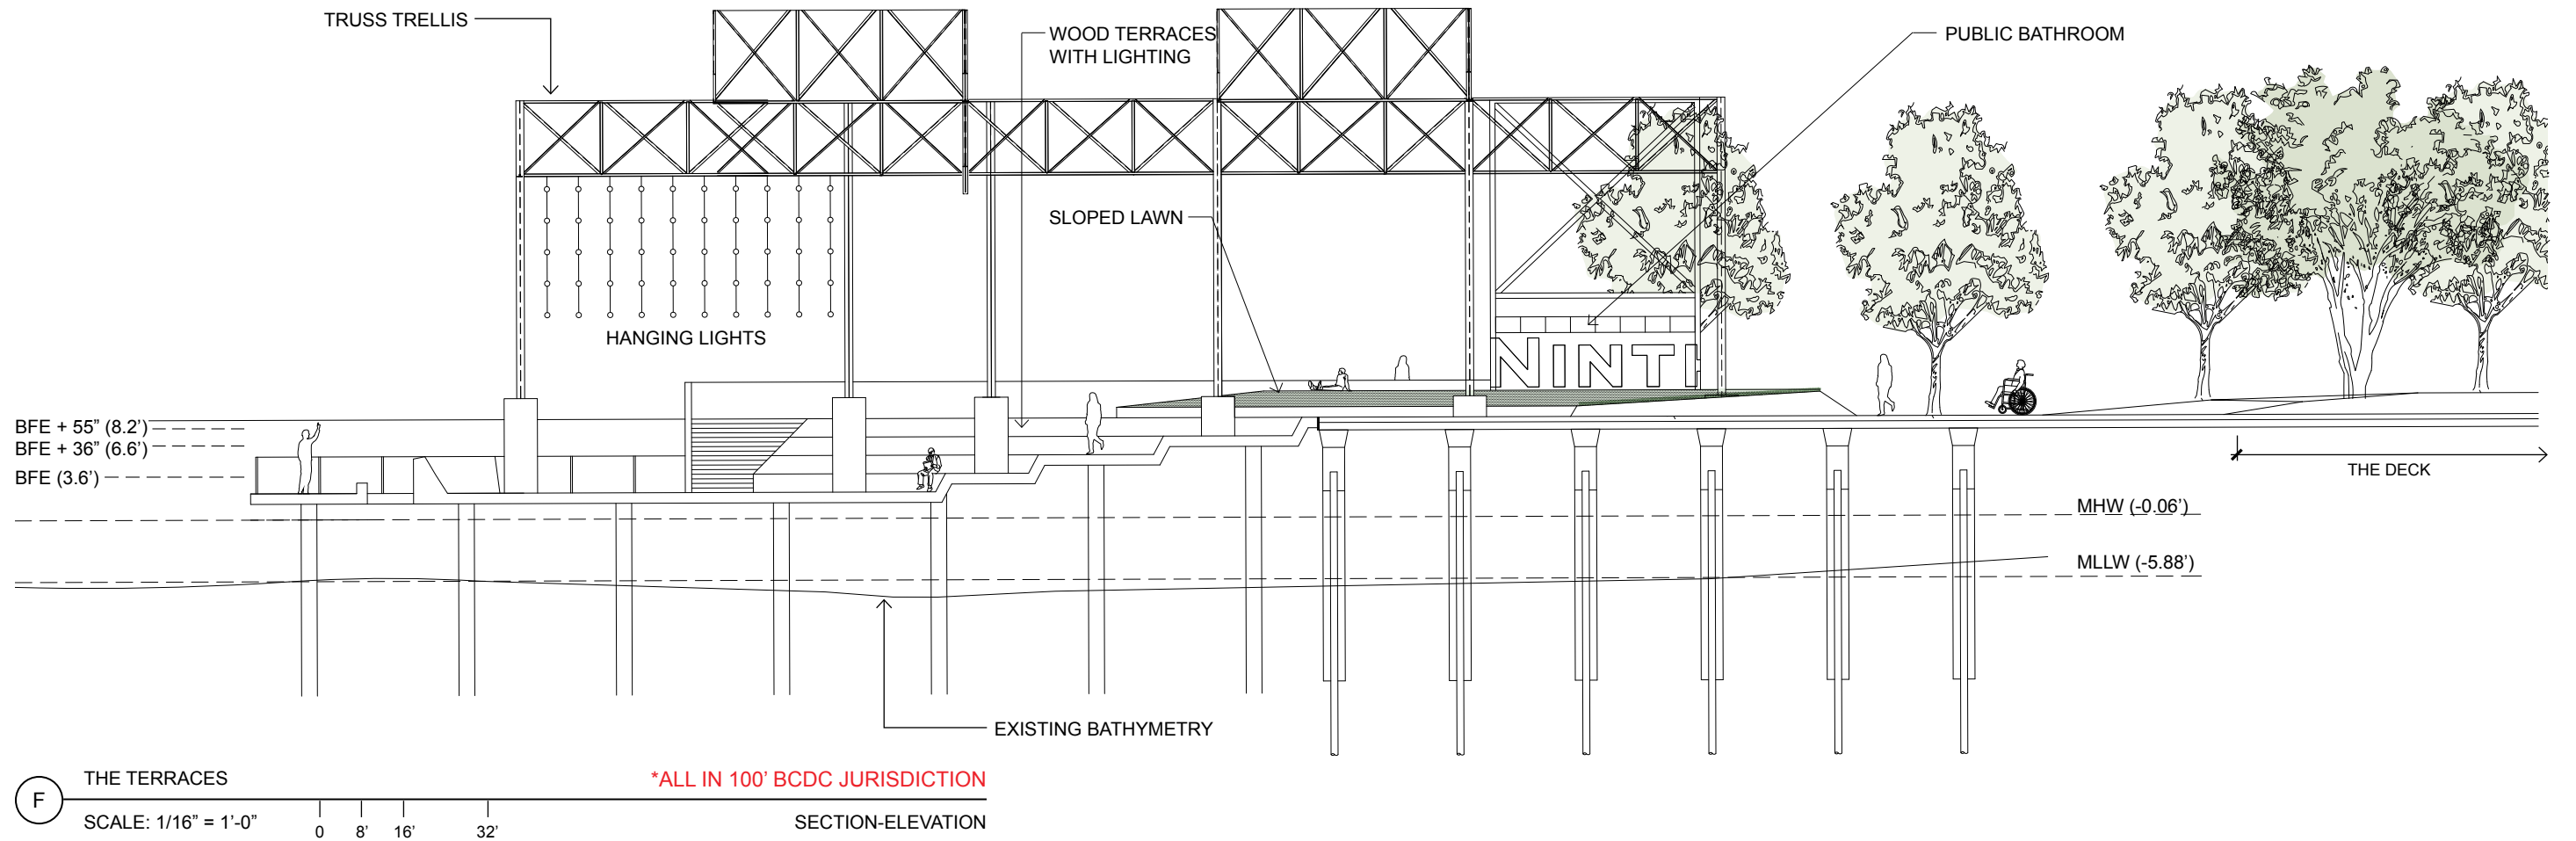 TRUSS TRELLIS
WOOD TERRACES
WITH LIGHTING
PUBLIC BATHROOM
SLOPED LAWN
HANGING LIGHTS
NINTI
BFE + 55” (8.2’)
BFE + 36” (6.6’)
BFE (3.6’)
THE DECK
MHW (-0.06’)
MLLW (-5.88’)
EXISTING BATHYMETRY
F
THE TERRACES
*ALL IN 100’ BCDC JURISDICTION
SCALE: 1/16” = 1’-0”
0 8’ 16’ 32’
SECTION-ELEVATION